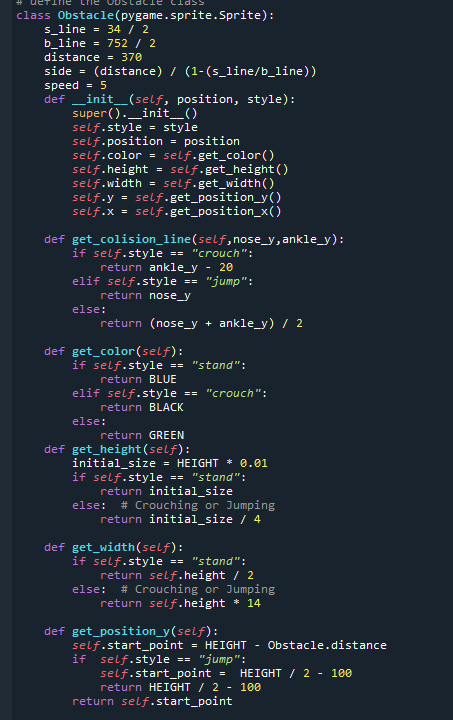 # define the Obstacle class
class Obstacle(pygame.sprite.Sprite):
    s_line = 34 / 2
    b_line = 752 / 2
    distance = 370
    side = (distance) / (1-(s_line/b_line))
    speed = 5
    def __init__(self, position, style):
        super().__init__()
        self.style = style
        self.position = position
        self.color = self.get_color()
        self.height = self.get_height()
        self.width = self.get_width()
        self.y = self.get_position_y()
        self.x = self.get_position_x()

    def get_colision_line(self,nose_y,ankle_y):
        if self.style == "crouch":
            return ankle_y - 20
        elif self.style == "jump":
            return nose_y
        else:
            return (nose_y + ankle_y) / 2

    def get_color(self):
        if self.style == "stand":
            return BLUE
        elif self.style == "crouch":
            return BLACK
        else:
            return GREEN
    def get_height(self):
        initial_size = HEIGHT * 0.01
        if self.style == "stand":
            return initial_size
        else:  # Crouching or Jumping
            return initial_size / 4

    def get_width(self):
        if self.style == "stand":
            return self.height / 2
        else:  # Crouching or Jumping
            return self.height * 14

    def get_position_y(self):
        self.start_point = HEIGHT - Obstacle.distance
        if  self.style == "jump":
            self.start_point =  HEIGHT / 2 - 100
            return HEIGHT / 2 - 100
        return self.start_point